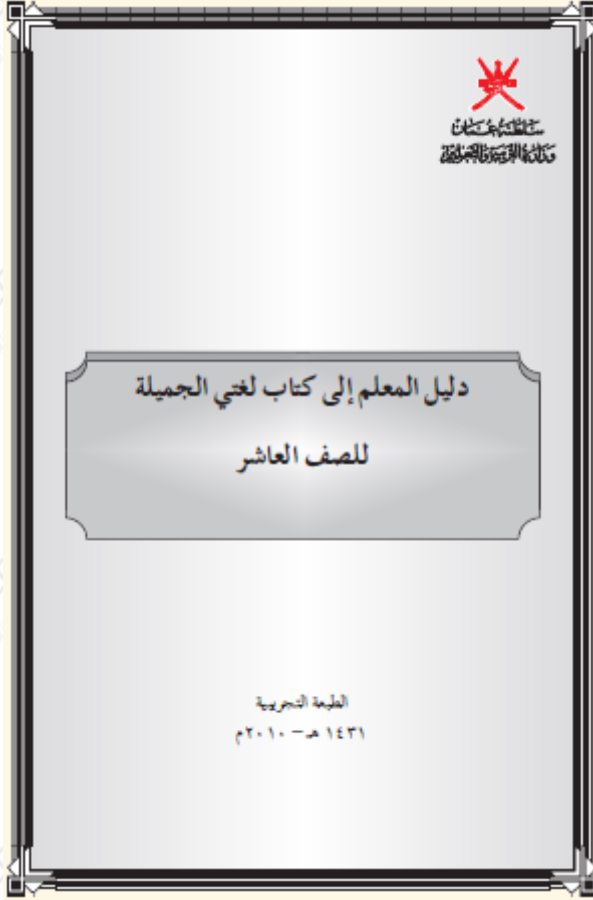 سلطنة عمان
وزارة التربية والتعليم
دليل المعلم إلى كتاب لغتي الجميلة
للصف العاشر
الطبعة التجريبية
١٤٣١ هـ – ٢٠١٠م